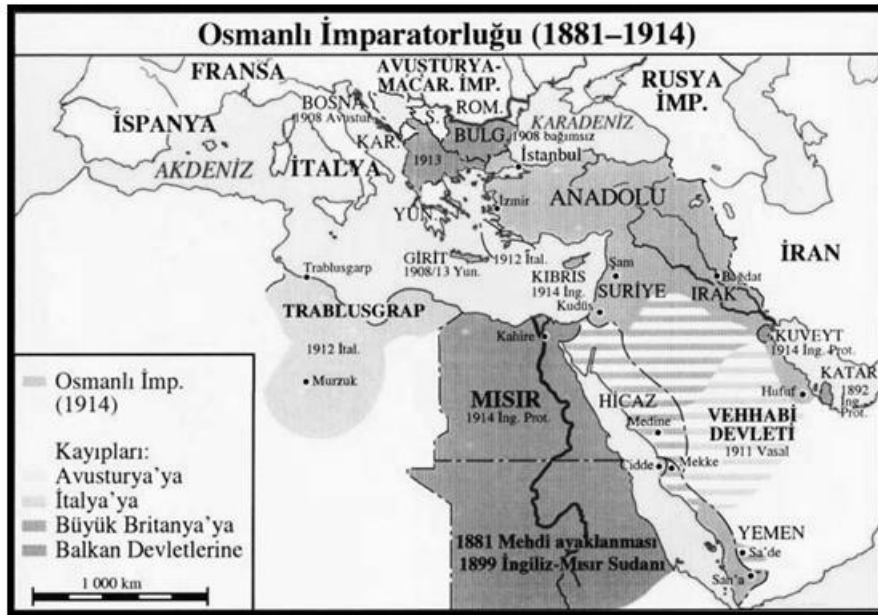 Osmanlı İmparatorluğu (1881–1914)
FRANSA
AVUSTURYA-
MACAR. İMP.
RUSYA
İMP.
BOSNA
1908 Avustur.
ROM.
S.
İSPANYA
KAR.
BULG.
1908 bağımsız
KARADENİZ
İstanbul
1913
AKDENİZ
İTALYA
ANADOLU
İzmir
YUN.
İRAN
GİRİT
1908/13 Yun.
1912 İtal.
KIBRIS
1914 İng.
Şam
SURİYE
Bağdat
IRAK
Kudüs
Trablusgarp
TRABLUSGRAP
1912 İtal.
Murzuk
Kahire
KUVEYT
1914 İng. Prot.
KATAR
1892
İng.
Prot.
Hufuf
MISIR
1914 İng. Prot.
HİCAZ
Medine
VEHHABİ
DEVLETİ
1911 Vasal
Cidde
Mekke
YEMEN
Sa’de
San’a
1881 Mehdi ayaklanması
1899 İngiliz-Mısır Sudanı
Osmanlı İmp.
(1914)
Kayıpları:
Avusturya’ya
İtalya’ya
Büyük Britanya’ya
Balkan Devletlerine
1 000 km